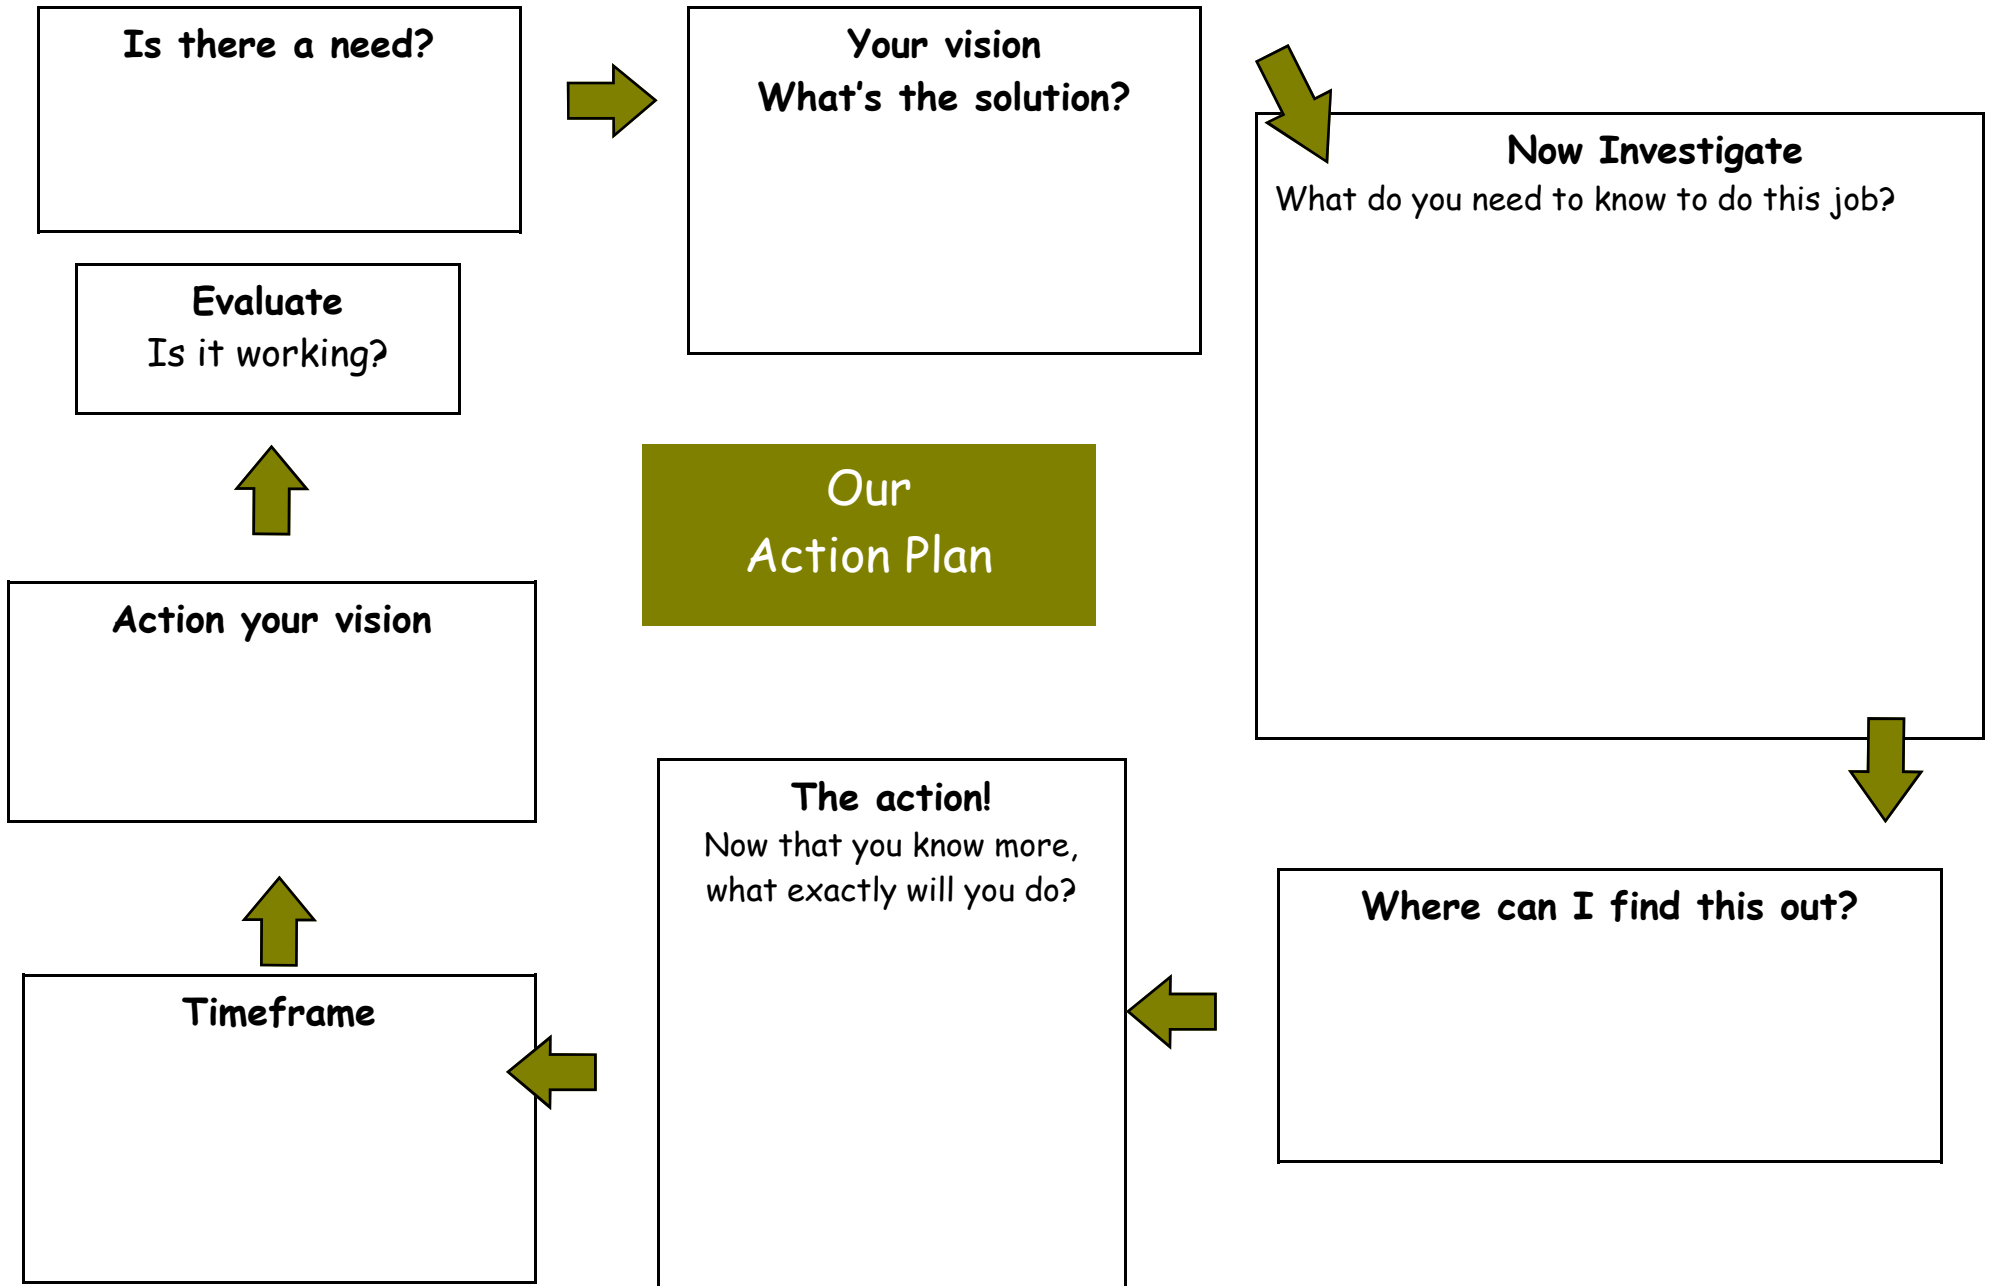 Is there a need?
Your vision
What's the solution?
Now Investigate
What do you need to know to do this job?
Where can I find this out?
The action!
Now that you know more,
what exactly will you do?
Timeframe
Action your vision
Evaluate
Is it working?
Our
Action Plan